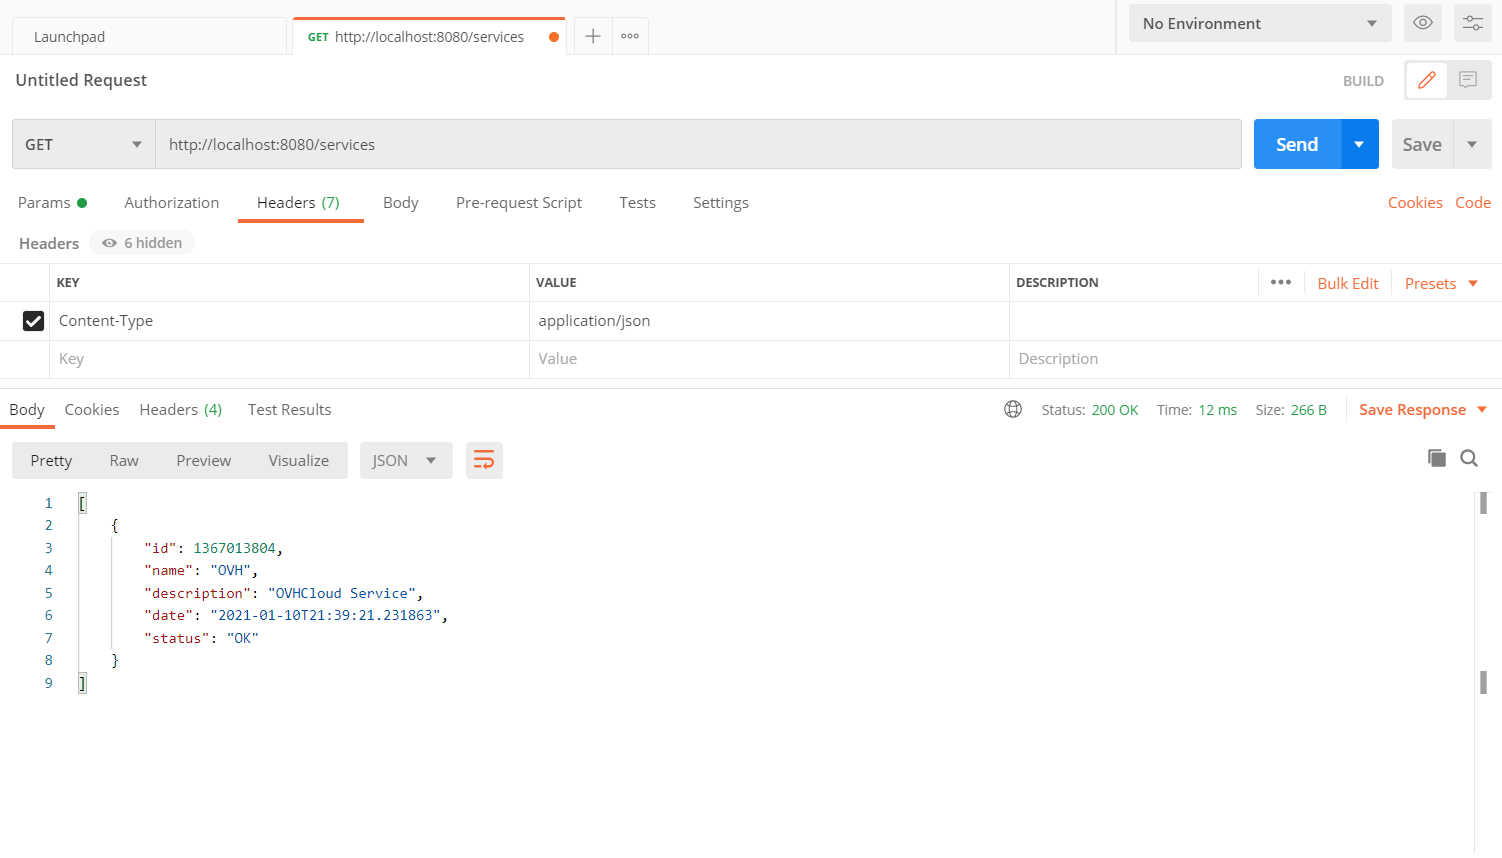 Launchpad
GET http://localhost:8080/services
No Environment
Untitled Request
BUILD
GET
http://localhost:8080/services
Send
Save
Params
Authorization
Headers (7)
Body
Pre-request Script
Tests
Settings
Cookies
Code
Headers
6 hidden
KEY
VALUE
DESCRIPTION
Bulk Edit
Presets
Content-Type
application/json
Key
Value
Description
Body
Cookies
Headers (4)
Test Results
Status: 200 OK
Time: 12 ms
Size: 266 B
Save Response
Pretty
Raw
Preview
Visualize
JSON
1 [
2 {
3 "id": 1367013804,
4 "name": "OVH",
5 "description": "OVHCloud Service",
6 "date": "2021-01-10T21:39:21.231863",
7 "status": "OK"
8 }
9 ]